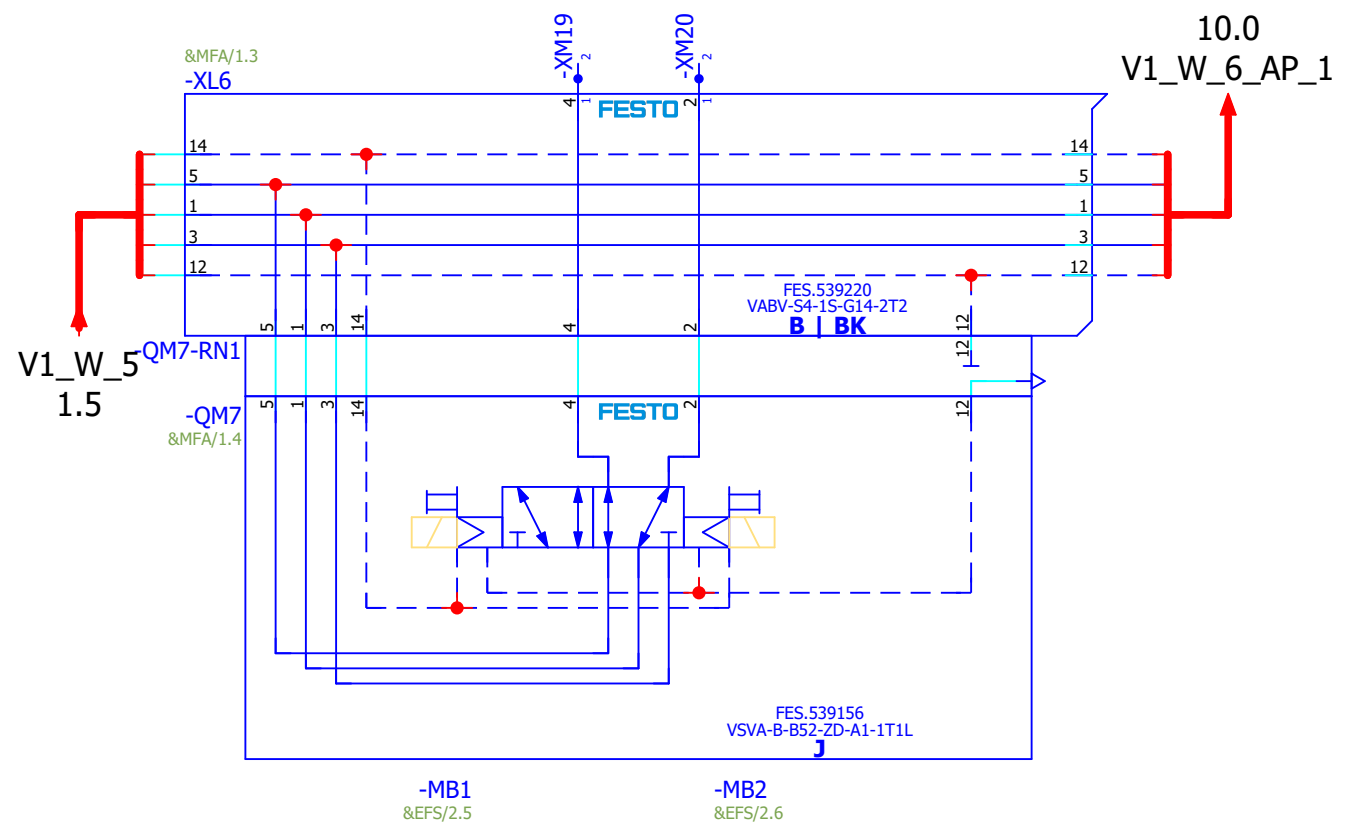 10.0
V1_W_6_AP_1
-XM19
2
-XM20
2
&MFA/1.3
-XL6
4
1
FESTO
2
1
14
14
5
5
1
1
3
3
12
12
FES.539220
VABV-S4-1S-G14-2T2
B | BK
5
1
3
14
4
2
12
V1_W_5
1.5
-QM7-RN1
12
-QM7
&MFA/1.4
5
1
3
14
4
FESTO
2
12
FES.539156
VSVA-B-B52-ZD-A1-1T1L
J
-MB1
&EFS/2.5
-MB2
&EFS/2.6